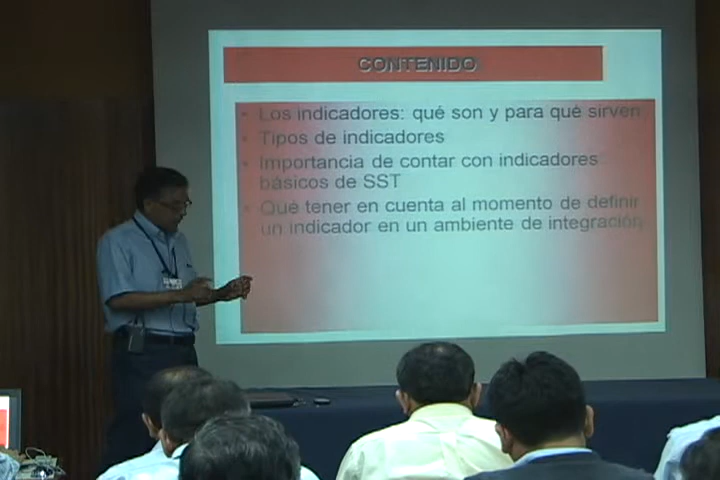 CONTENIDO
• Los indicadores: qué son y para qué sirven
• Tipos de indicadores
• Importancia de contar con indicadores
básicos de SST
• Qué tener en cuenta al momento de definir
un indicador en un ambiente de integración